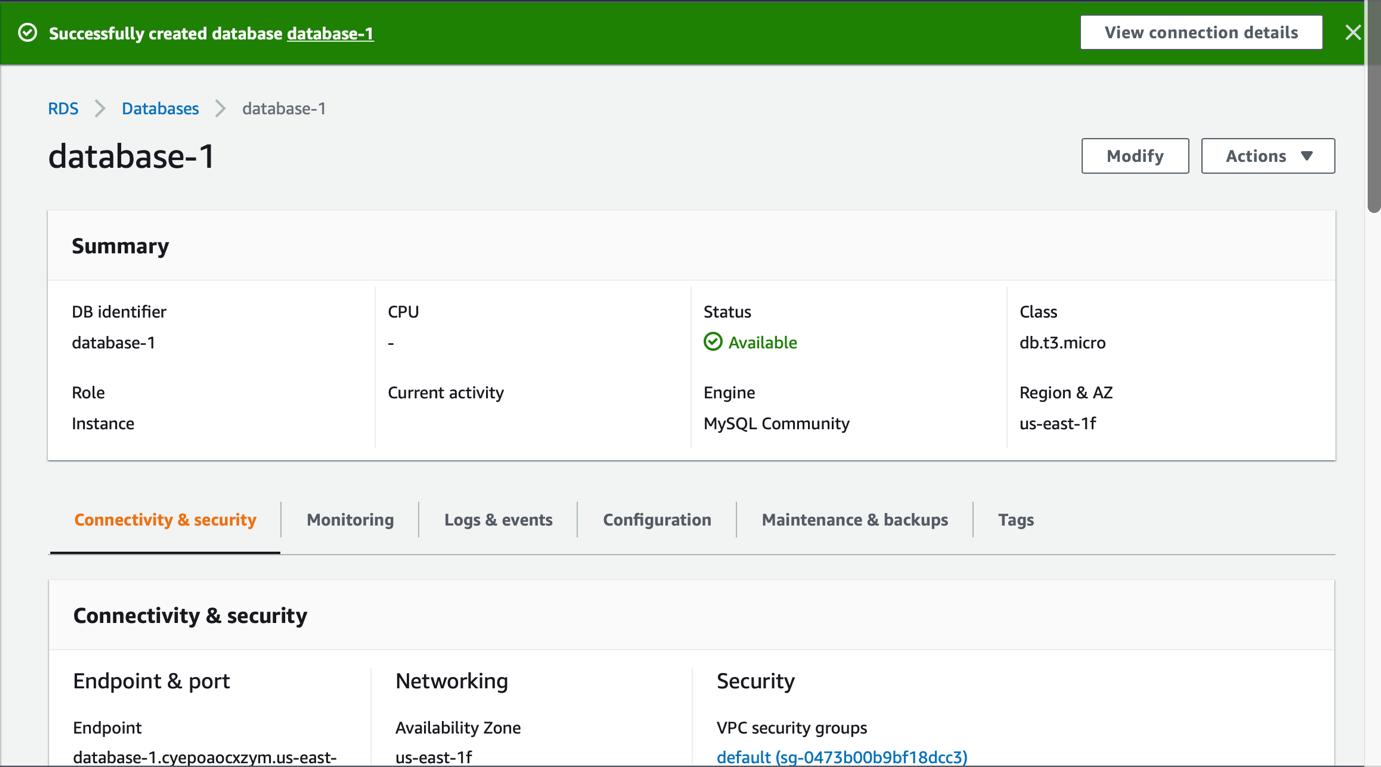 Successfully created database database-1
View connection details
RDS > Databases > database-1
database-1
Modify
Actions
Summary
DB identifier
database-1
CPU
-
Status
Available
Class
db.t3.micro
Role
Instance
Current activity
Engine
MySQL Community
Region & AZ
us-east-1f
Connectivity & security
Monitoring
Logs & events
Configuration
Maintenance & backups
Tags
Connectivity & security
Endpoint & port
Endpoint
database-1.cyepoaocxzym.us-east-
Networking
Availability Zone
us-east-1f
Security
VPC security groups
default (sg-0473b00b9bf18dcc3)